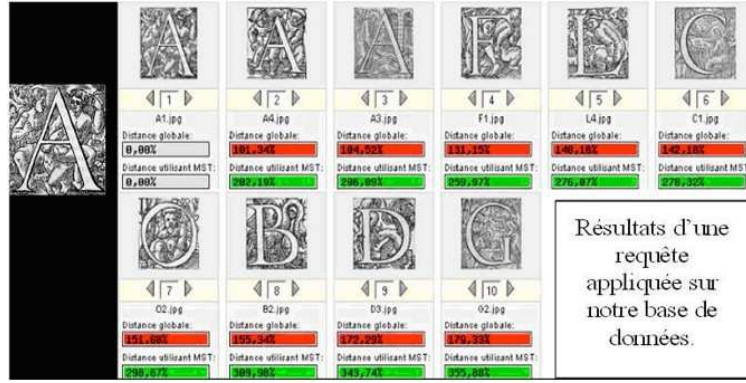 A
A A A F L C
1 2 3 4 5 6
A1.jpg A4.jpg A3.jpg F1.jpg L4.jpg C1.jpg
Distance globale: Distance globale: Distance globale: Distance globale: Distance globale: Distance globale:
0,00% 101,34% 104,52% 131,15% 140,18% 142,18%
Distance utilisant MST: Distance utilisant MST: Distance utilisant MST: Distance utilisant MST: Distance utilisant MST: Distance utilisant MST:
0,00% 202,19% 206,09% 259,97% 276,07% 278,32%
O B D G
7 8 9 10
O2.jpg B2.jpg D3.jpg G2.jpg
Distance globale: Distance globale: Distance globale: Distance globale:
151,68% 155,34% 172,29% 179,33%
Distance utilisant MST: Distance utilisant MST: Distance utilisant MST: Distance utilisant MST:
298,67% 309,98% 343,74% 355,88%
Résultats d'une
requête
appliquée sur
notre base de
données.